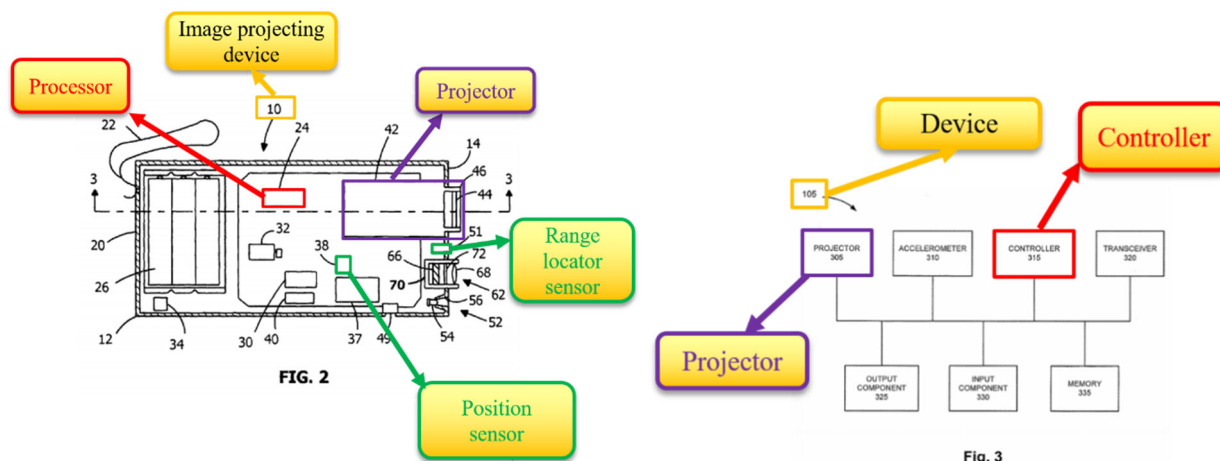 Image projecting
device
Processor
10
Projector
22
24
42
14
46
3
3
44
51
20
32
38
66
72
68
26
70
62
56
52
54
12
34
30
40
37
49
FIG. 2
Range
locator
sensor
Position
sensor
Device
Controller
105
PROJECTOR
305
ACCELEROMETER
310
CONTROLLER
315
TRANSCEIVER
320
Projector
OUTPUT
COMPONENT
325
INPUT
COMPONENT
330
MEMORY
335
Fig. 3